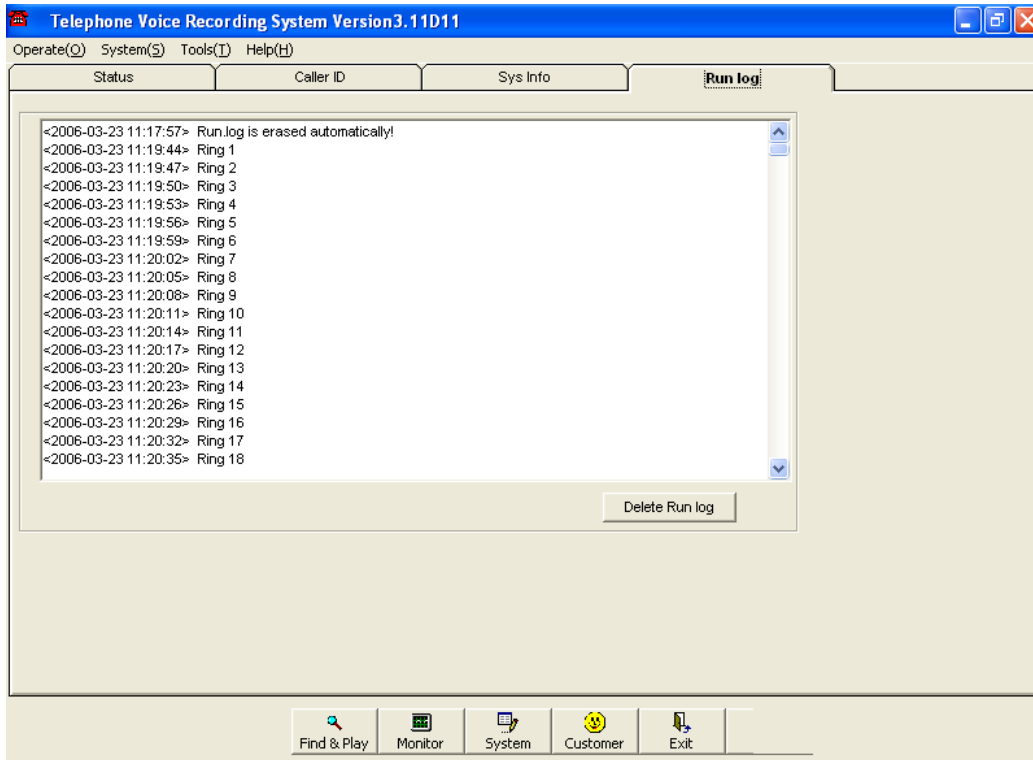 Telephone Voice Recording System Version3.11D11
Operate(O) System(S) Tools(T) Help(H)
Status Caller ID Sys Info Run log
<2006-03-23 11:17:57> Run.log is erased automatically!
<2006-03-23 11:19:44> Ring 1
<2006-03-23 11:19:47> Ring 2
<2006-03-23 11:19:50> Ring 3
<2006-03-23 11:19:53> Ring 4
<2006-03-23 11:19:56> Ring 5
<2006-03-23 11:19:59> Ring 6
<2006-03-23 11:20:02> Ring 7
<2006-03-23 11:20:05> Ring 8
<2006-03-23 11:20:08> Ring 9
<2006-03-23 11:20:11> Ring 10
<2006-03-23 11:20:14> Ring 11
<2006-03-23 11:20:17> Ring 12
<2006-03-23 11:20:20> Ring 13
<2006-03-23 11:20:23> Ring 14
<2006-03-23 11:20:26> Ring 15
<2006-03-23 11:20:29> Ring 16
<2006-03-23 11:20:32> Ring 17
<2006-03-23 11:20:35> Ring 18
Delete Run log
Find & Play Monitor System Customer Exit